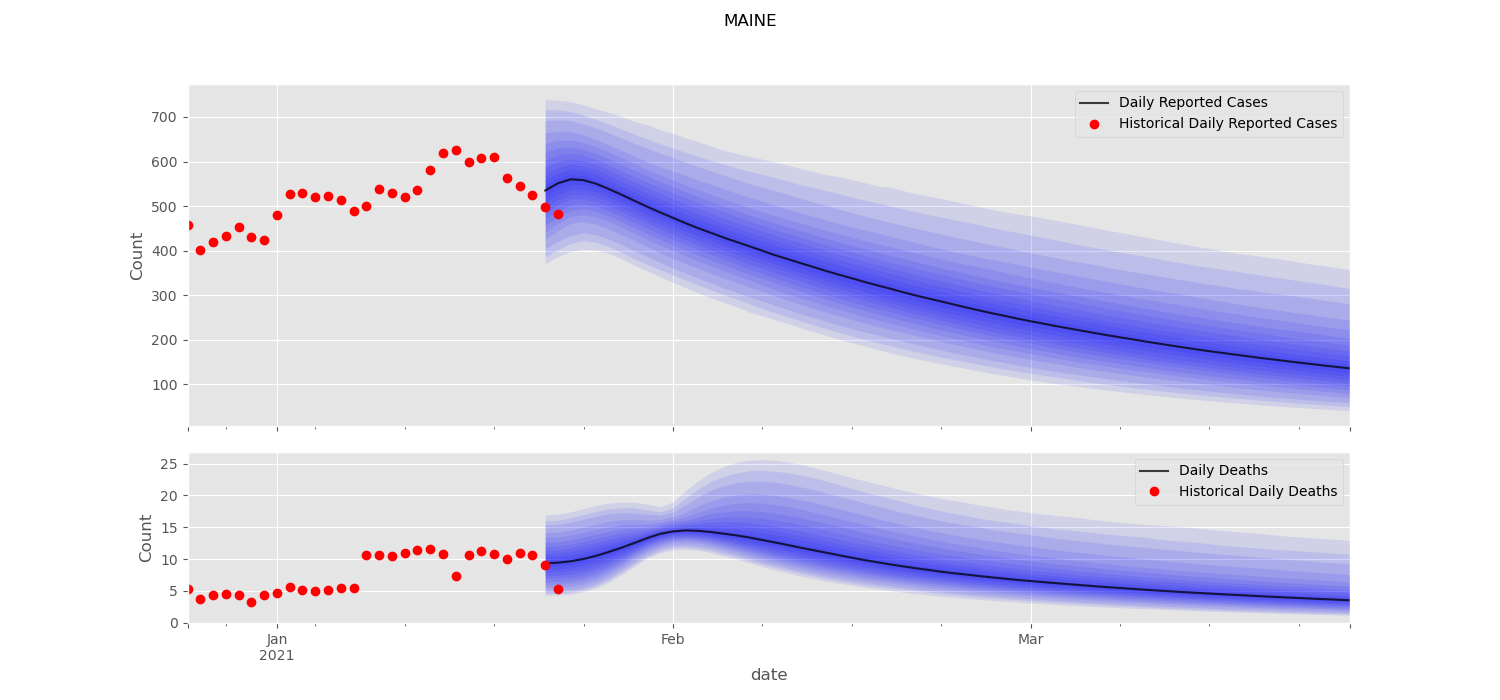 MAINE
Daily Reported Cases
Historical Daily Reported Cases
700
600
500
400
300
200
100
Count
Daily Deaths
Historical Daily Deaths
25
20
15
10
5
0
Count
Jan
2021
Feb
Mar
date